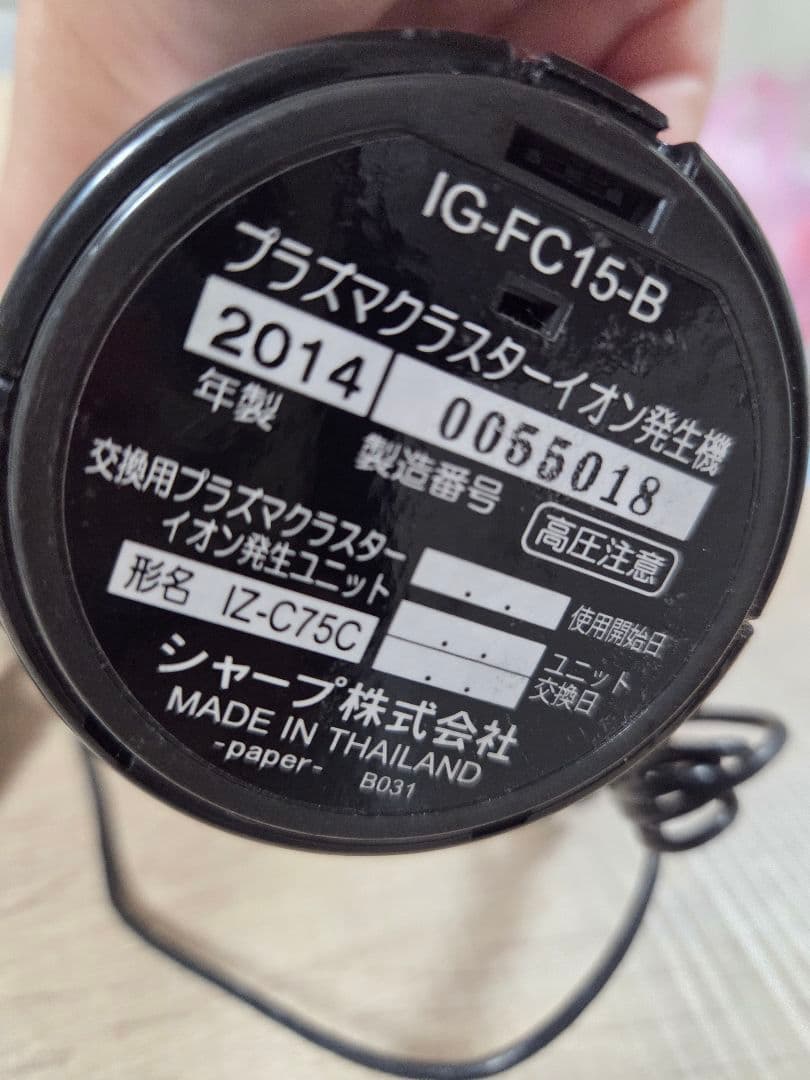 IG-FC15-B
プラズマクラスターイオン発生機
2014 0055018
年製 製造番号
高圧注意
交換用プラズマクラスター
イオン発生ユニット
形名 IZ-C75C
. . 使用開始日
. . ユニット
. . 交換日
シャープ株式会社
MADE IN THAILAND
-paper- B031